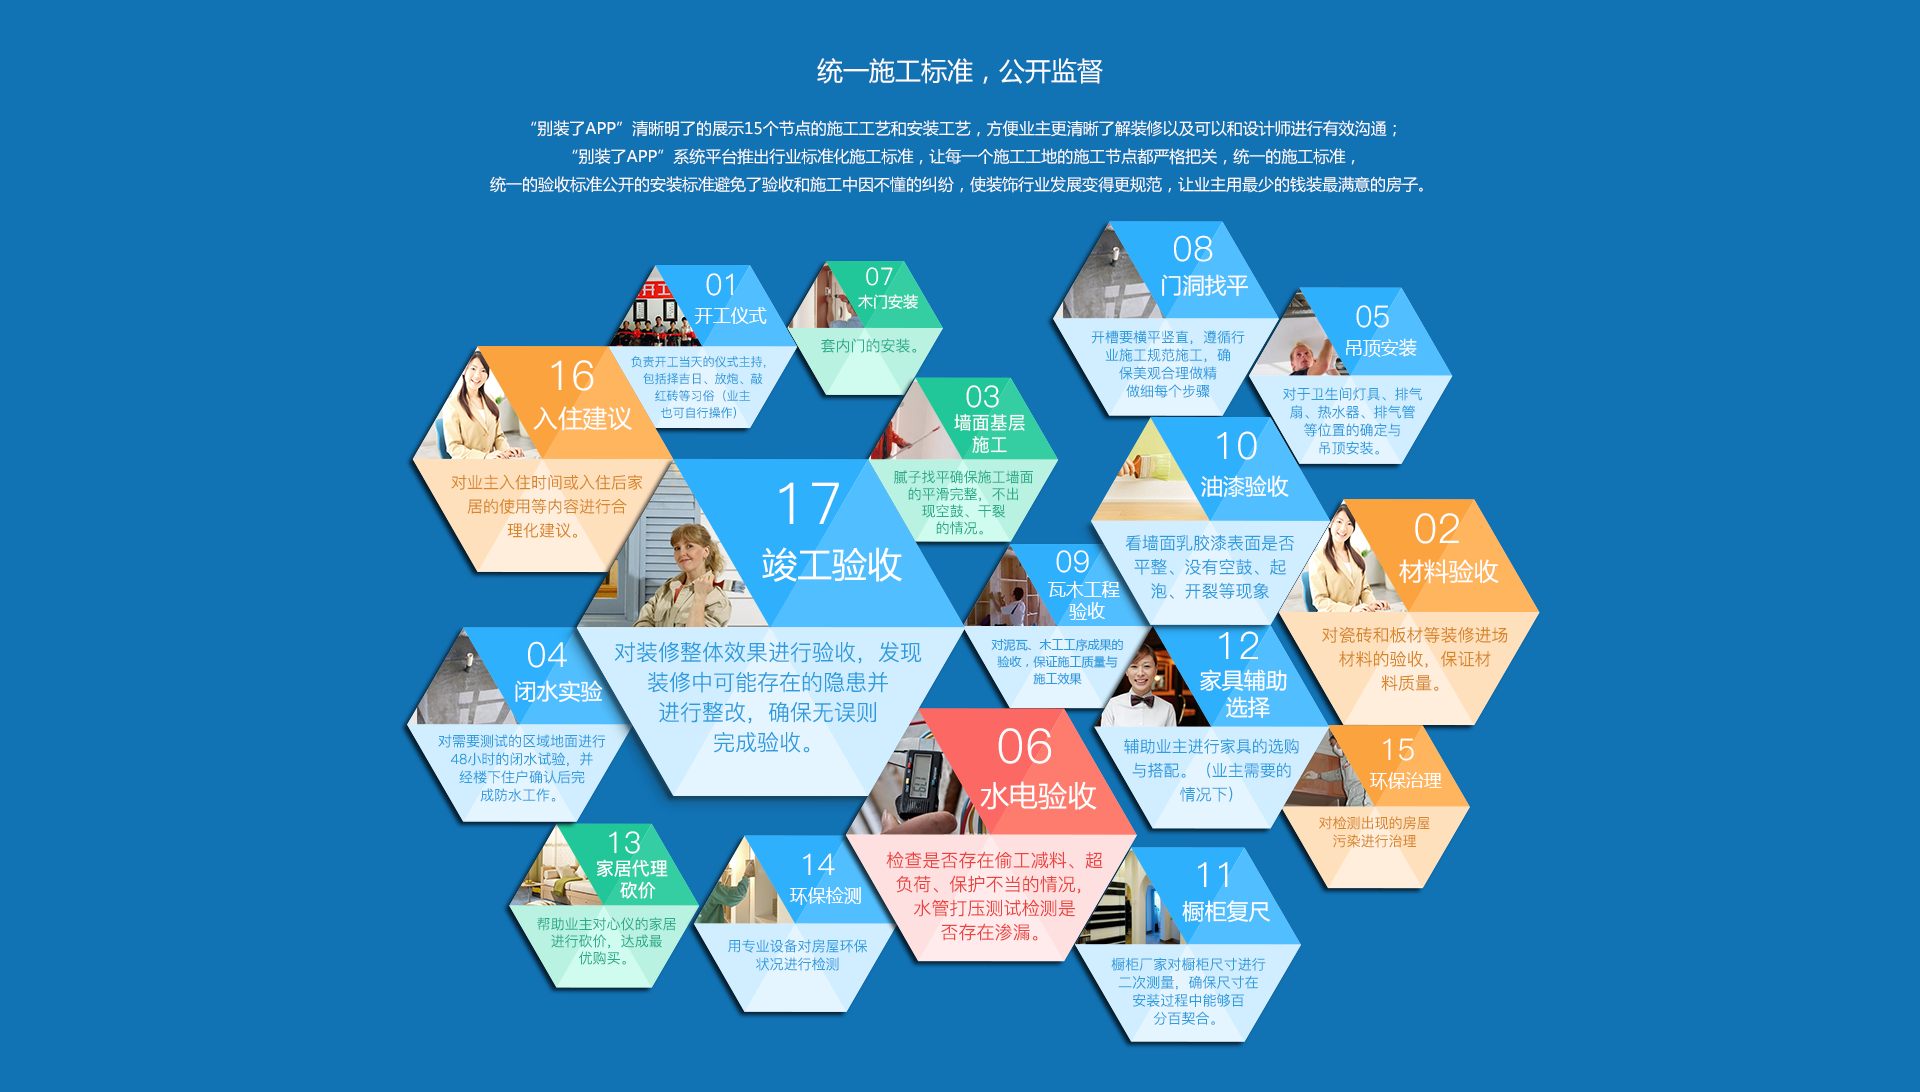 统一施工标准，公开监督
“别装了APP”清晰明了的展示15个节点的施工工艺和安装工艺，方便业主更清晰了解装修以及可以和设计师进行有效沟通；
“别装了APP”系统平台推出行业标准化施工标准，让每一个施工工地的施工节点都严格把关，统一的施工标准，
统一的验收标准公开的安装标准避免了验收和施工中因不懂的纠纷，使装饰行业发展变得更规范，让业主用最少的钱装最满意的房子。
开工
01
开工仪式
负责开工当天的仪式主持，
包括择吉日、放炮、敲
红砖等习俗（业主
也可自行操作）
07
木门安装
套内门的安装。
08
门洞找平
开槽要横平竖直，遵循行
业施工规范施工，确
保美观合理做精
做细每个步骤
05
吊顶安装
对于卫生间灯具、排气
扇、热水器、排气管
等位置的确定与
吊顶安装。
16
入住建议
对业主入住时间或入住后家
居的使用等内容进行合
理化建议。
03
墙面基层
施工
腻子找平确保施工墙面
的平滑完整，不出
现空鼓、干裂
的情况。
10
油漆验收
看墙面乳胶漆表面是否
平整、没有空鼓、起
泡、开裂等现象
17
竣工验收
对装修整体效果进行验收，发现
装修中可能存在的隐患并
进行整改，确保无误则
完成验收。
02
材料验收
对瓷砖和板材等装修进场
材料的验收，保证材
料质量。
09
瓦木工程
验收
对泥瓦、木工工序成果的
验收，保证施工质量与
施工效果
04
闭水实验
对需要测试的区域地面进行
48小时的闭水试验，并
经楼下住户确认后完
成防水工作。
12
家具辅助
选择
辅助业主进行家具的选购
与搭配。（业主需要的
情况下）
06
水电验收
检查是否存在偷工减料、超
负荷、保护不当的情况，
水管打压测试检测是
否存在渗漏。
15
环保治理
对检测出现的房屋
污染进行治理
13
家居代理
砍价
帮助业主对心仪的家居
进行砍价，达成最
优购买。
14
环保检测
用专业设备对房屋环保
状况进行检测
11
橱柜复尺
橱柜厂家对橱柜尺寸进行
二次测量，确保尺寸在
安装过程中能够百
分百契合。